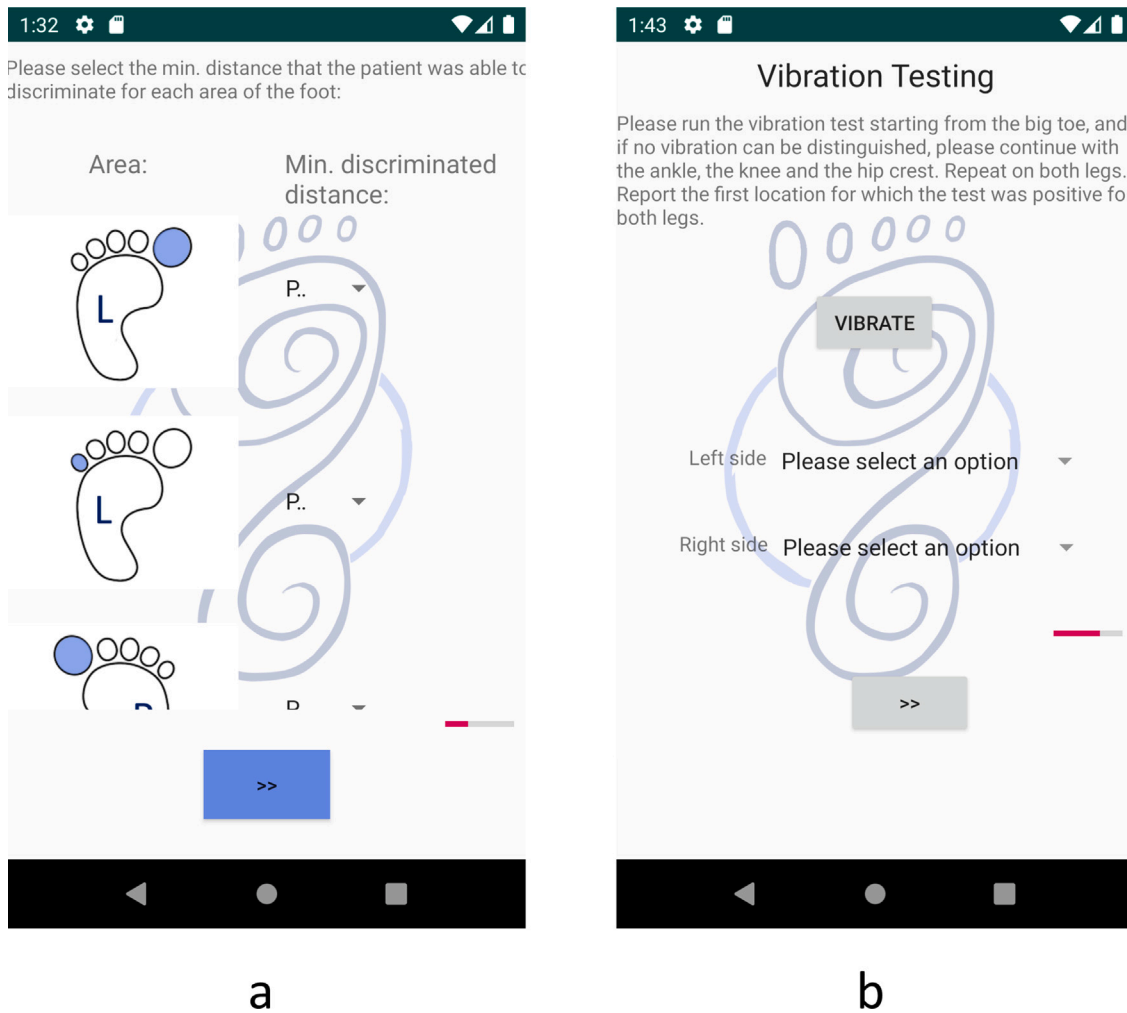 1:32
Please select the min. distance that the patient was able to
discriminate for each area of the foot:
Area:
Min. discriminated
distance:
L
P..
L
P..
>>
a
1:43
Vibration Testing
Please run the vibration test starting from the big toe, and
if no vibration can be distinguished, please continue with
the ankle, the knee and the hip crest. Repeat on both legs.
Report the first location for which the test was positive fo
both legs.
VIBRATE
Left side Please select an option
Right side Please select an option
>>
b